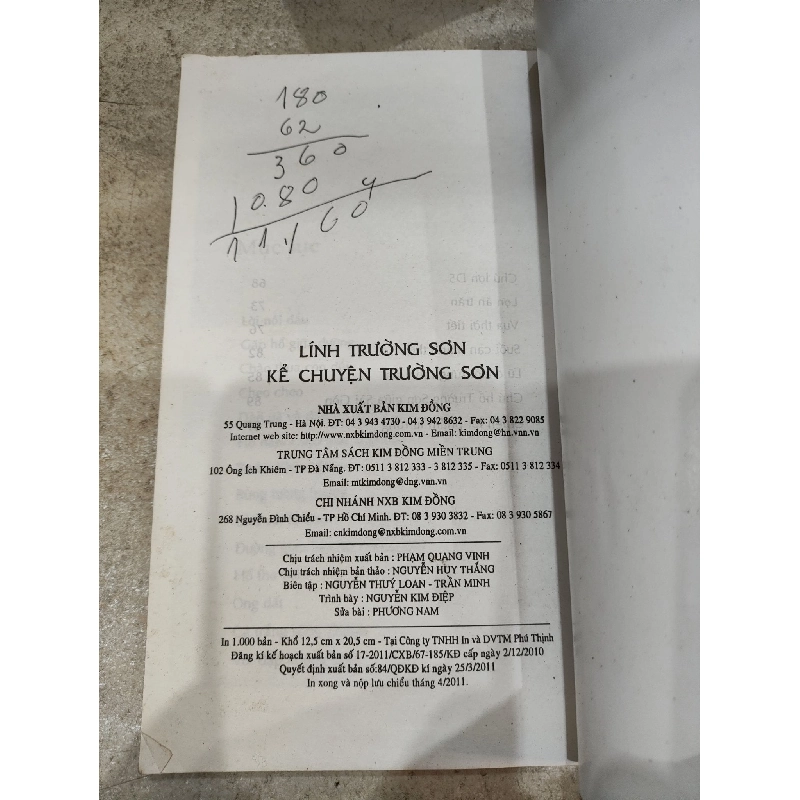 180
62
360
1080
11160
LÍNH TRƯỜNG SƠN
KỂ CHUYỆN TRƯỜNG SƠN
NHÀ XUẤT BẢN KIM ĐỒNG
55 Quang Trung - Hà Nội. ĐT: 04 3 943 4730 - 04 3 942 8632 - Fax: 04 3 822 9085
Internet web site: http://www.nxbkimdong.com.vn - Email: kimdong@hn.vnn.vn
TRUNG TÂM SÁCH KIM ĐỒNG MIỀN TRUNG
102 Ông Ích Khiêm - TP Đà Nẵng. ĐT: 0511 3 812 333 - 3 812 335 - Fax: 0511 3 812 334
Email: mtkimdong@dng.vnn.vn
CHI NHÁNH NXB KIM ĐỒNG
268 Nguyễn Đình Chiểu - TP Hồ Chí Minh. ĐT: 08 3 930 3832 - Fax: 08 3 930 5867
Email: cnkimdong@nxbkimdong.com.vn
Chịu trách nhiệm xuất bản : PHẠM QUANG VINH
Chịu trách nhiệm bản thảo : NGUYỄN HUY THẮNG
Biên tập : NGUYỄN THUÝ LOAN - TRẦN MINH
Trình bày : NGUYỄN KIM ĐIỆP
Sửa bài : PHƯƠNG NAM
In 1.000 bản - Khổ 12,5 cm x 20,5 cm - Tại Công ty TNHH In và DVTM Phú Thịnh
Đăng kí kế hoạch xuất bản số 17-2011/CXB/67-185/KĐ cấp ngày 2/12/2010
Quyết định xuất bản số:84/QĐKĐ kí ngày 25/3/2011
In xong và nộp lưu chiểu tháng 4/2011.